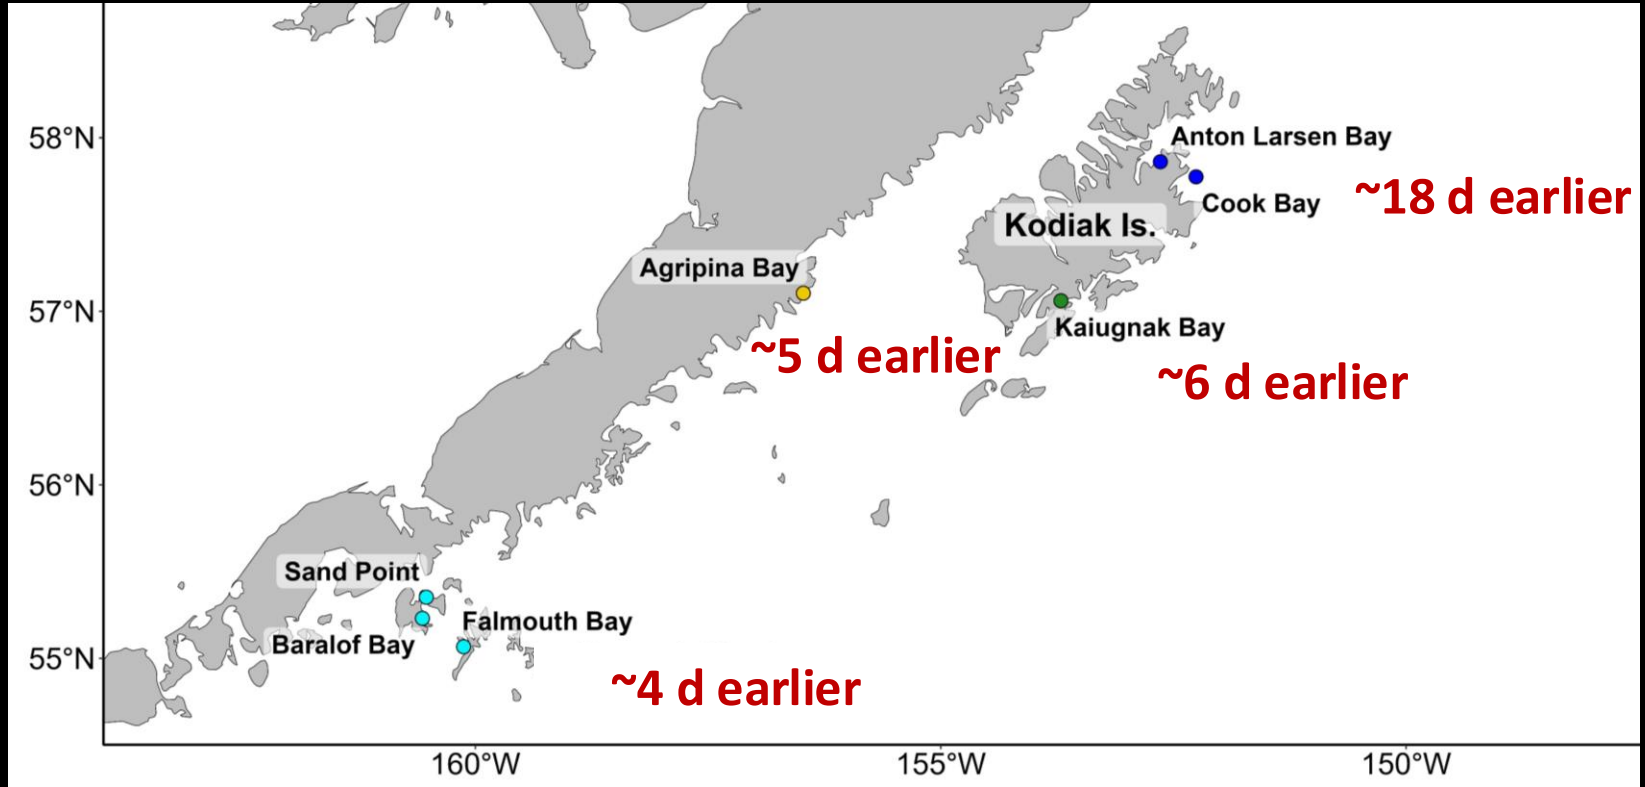 58°N
Anton Larsen Bay
~18 d earlier
Cook Bay
Kodiak Is.
Agripina Bay
57°N
Kaiugnak Bay
~5 d earlier
~6 d earlier
56°N
Sand Point
Falmouth Bay
Baralof Bay
55°N
~4 d earlier
160°W
155°W
150°W